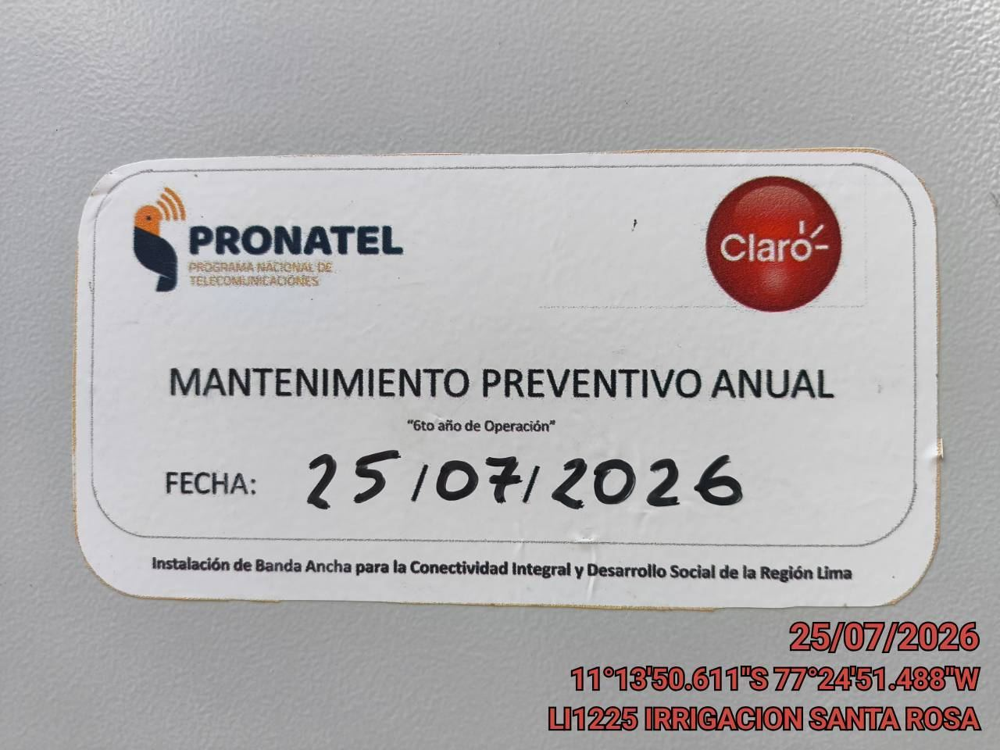 PRONATEL
PROGRAMA NACIONAL DE
TELECOMUNICACIONES
Claro
MANTENIMIENTO PREVENTIVO ANUAL
"6to año de Operación"
FECHA: 25/07/2026
Instalación de Banda Ancha para la Conectividad Integral y Desarrollo Social de la Región Lima
25/07/2026
11°13'50.611"S 77°24'51.488"W
LI1225 IRRIGACION SANTA ROSA